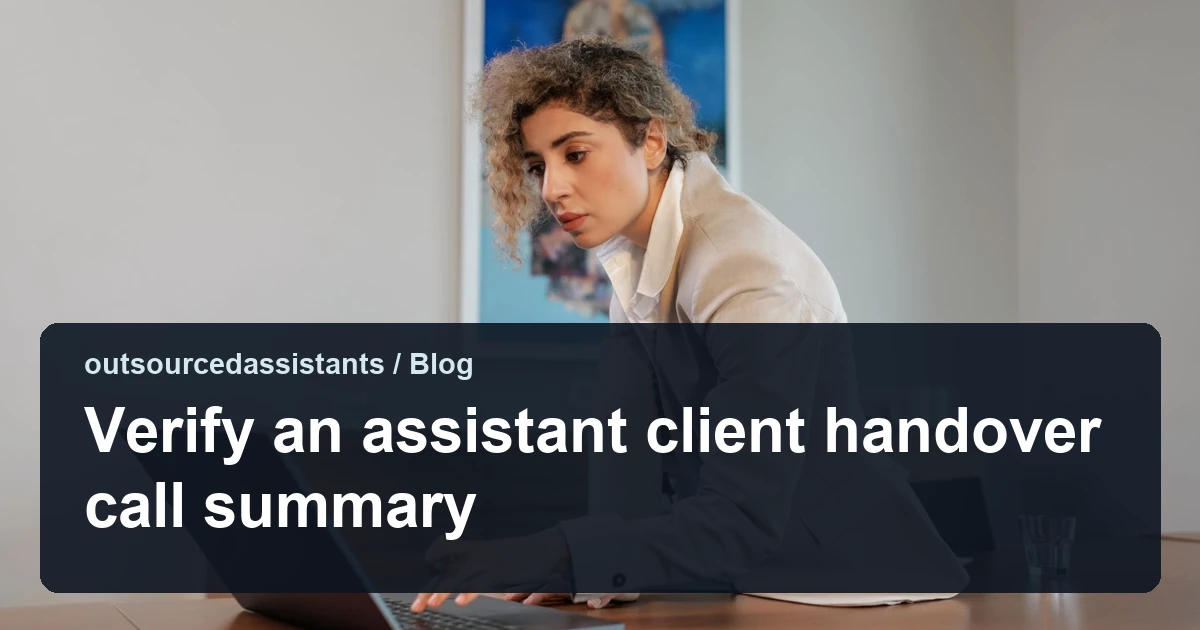 outsourcedassistants / Blog
Verify an assistant client handover
call summary